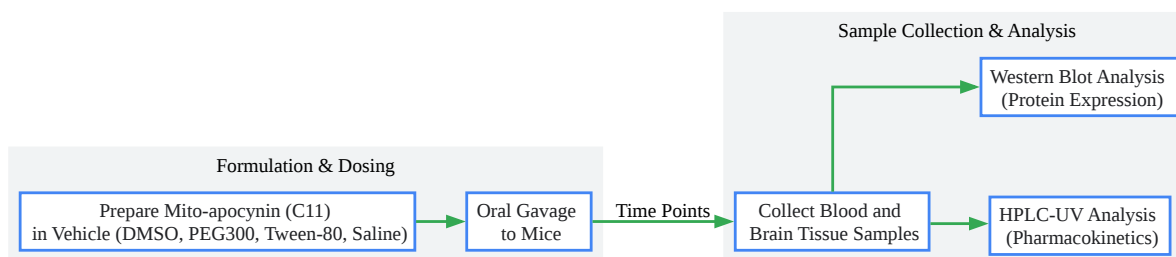 Formulation & Dosing
Prepare Mito-apocynin (C11)
in Vehicle (DMSO, PEG300, Tween-80, Saline)
Oral Gavage
to Mice
Time Points
Sample Collection & Analysis
Collect Blood and
Brain Tissue Samples
Western Blot Analysis
(Protein Expression)
HPLC-UV Analysis
(Pharmacokinetics)